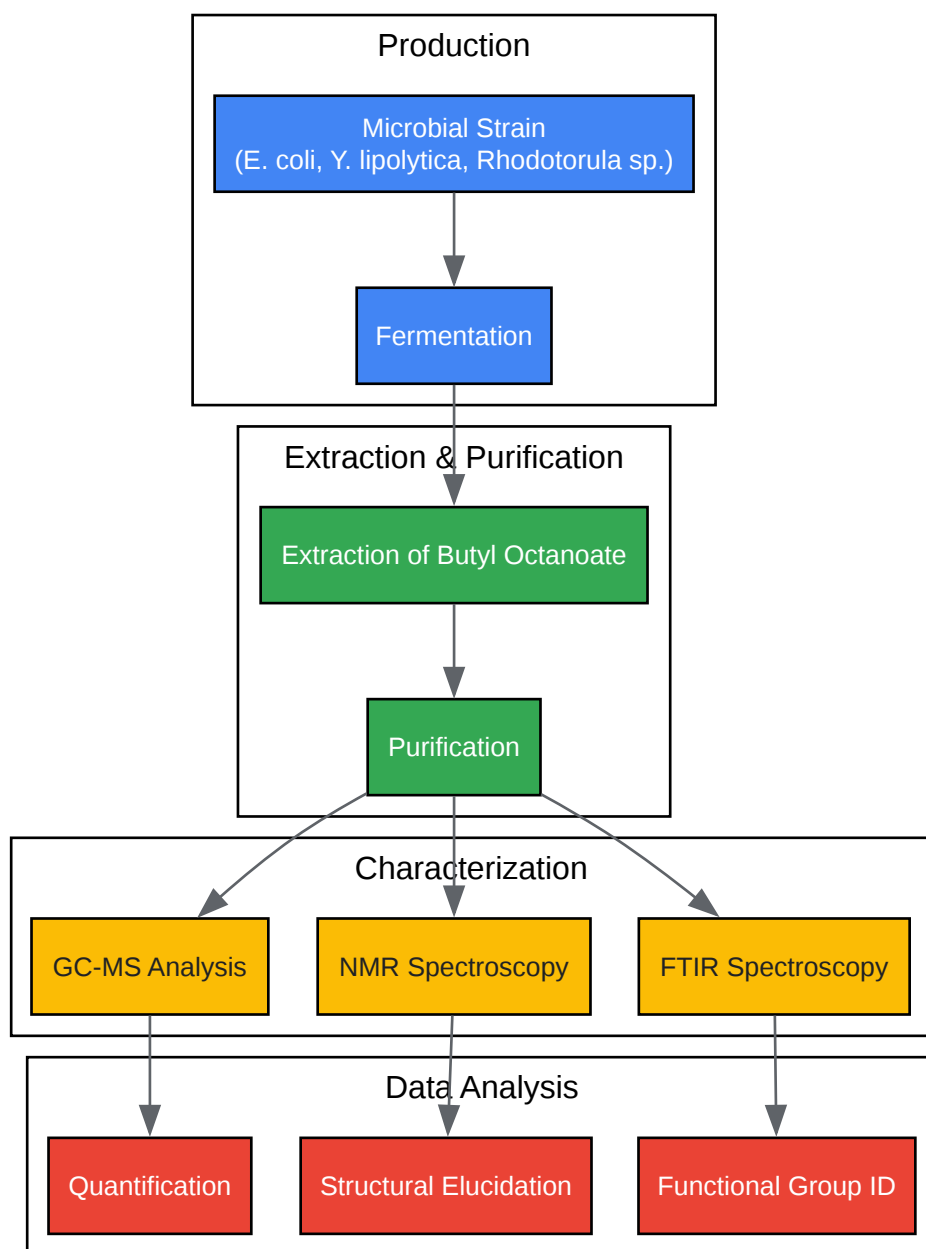 Production
Microbial Strain
(E. coli, Y. lipolytica, Rhodotorula sp.)
Fermentation
Extraction & Purification
Extraction of Butyl Octanoate
Purification
Characterization
GC-MS Analysis
NMR Spectroscopy
FTIR Spectroscopy
Data Analysis
Quantification
Structural Elucidation
Functional Group ID